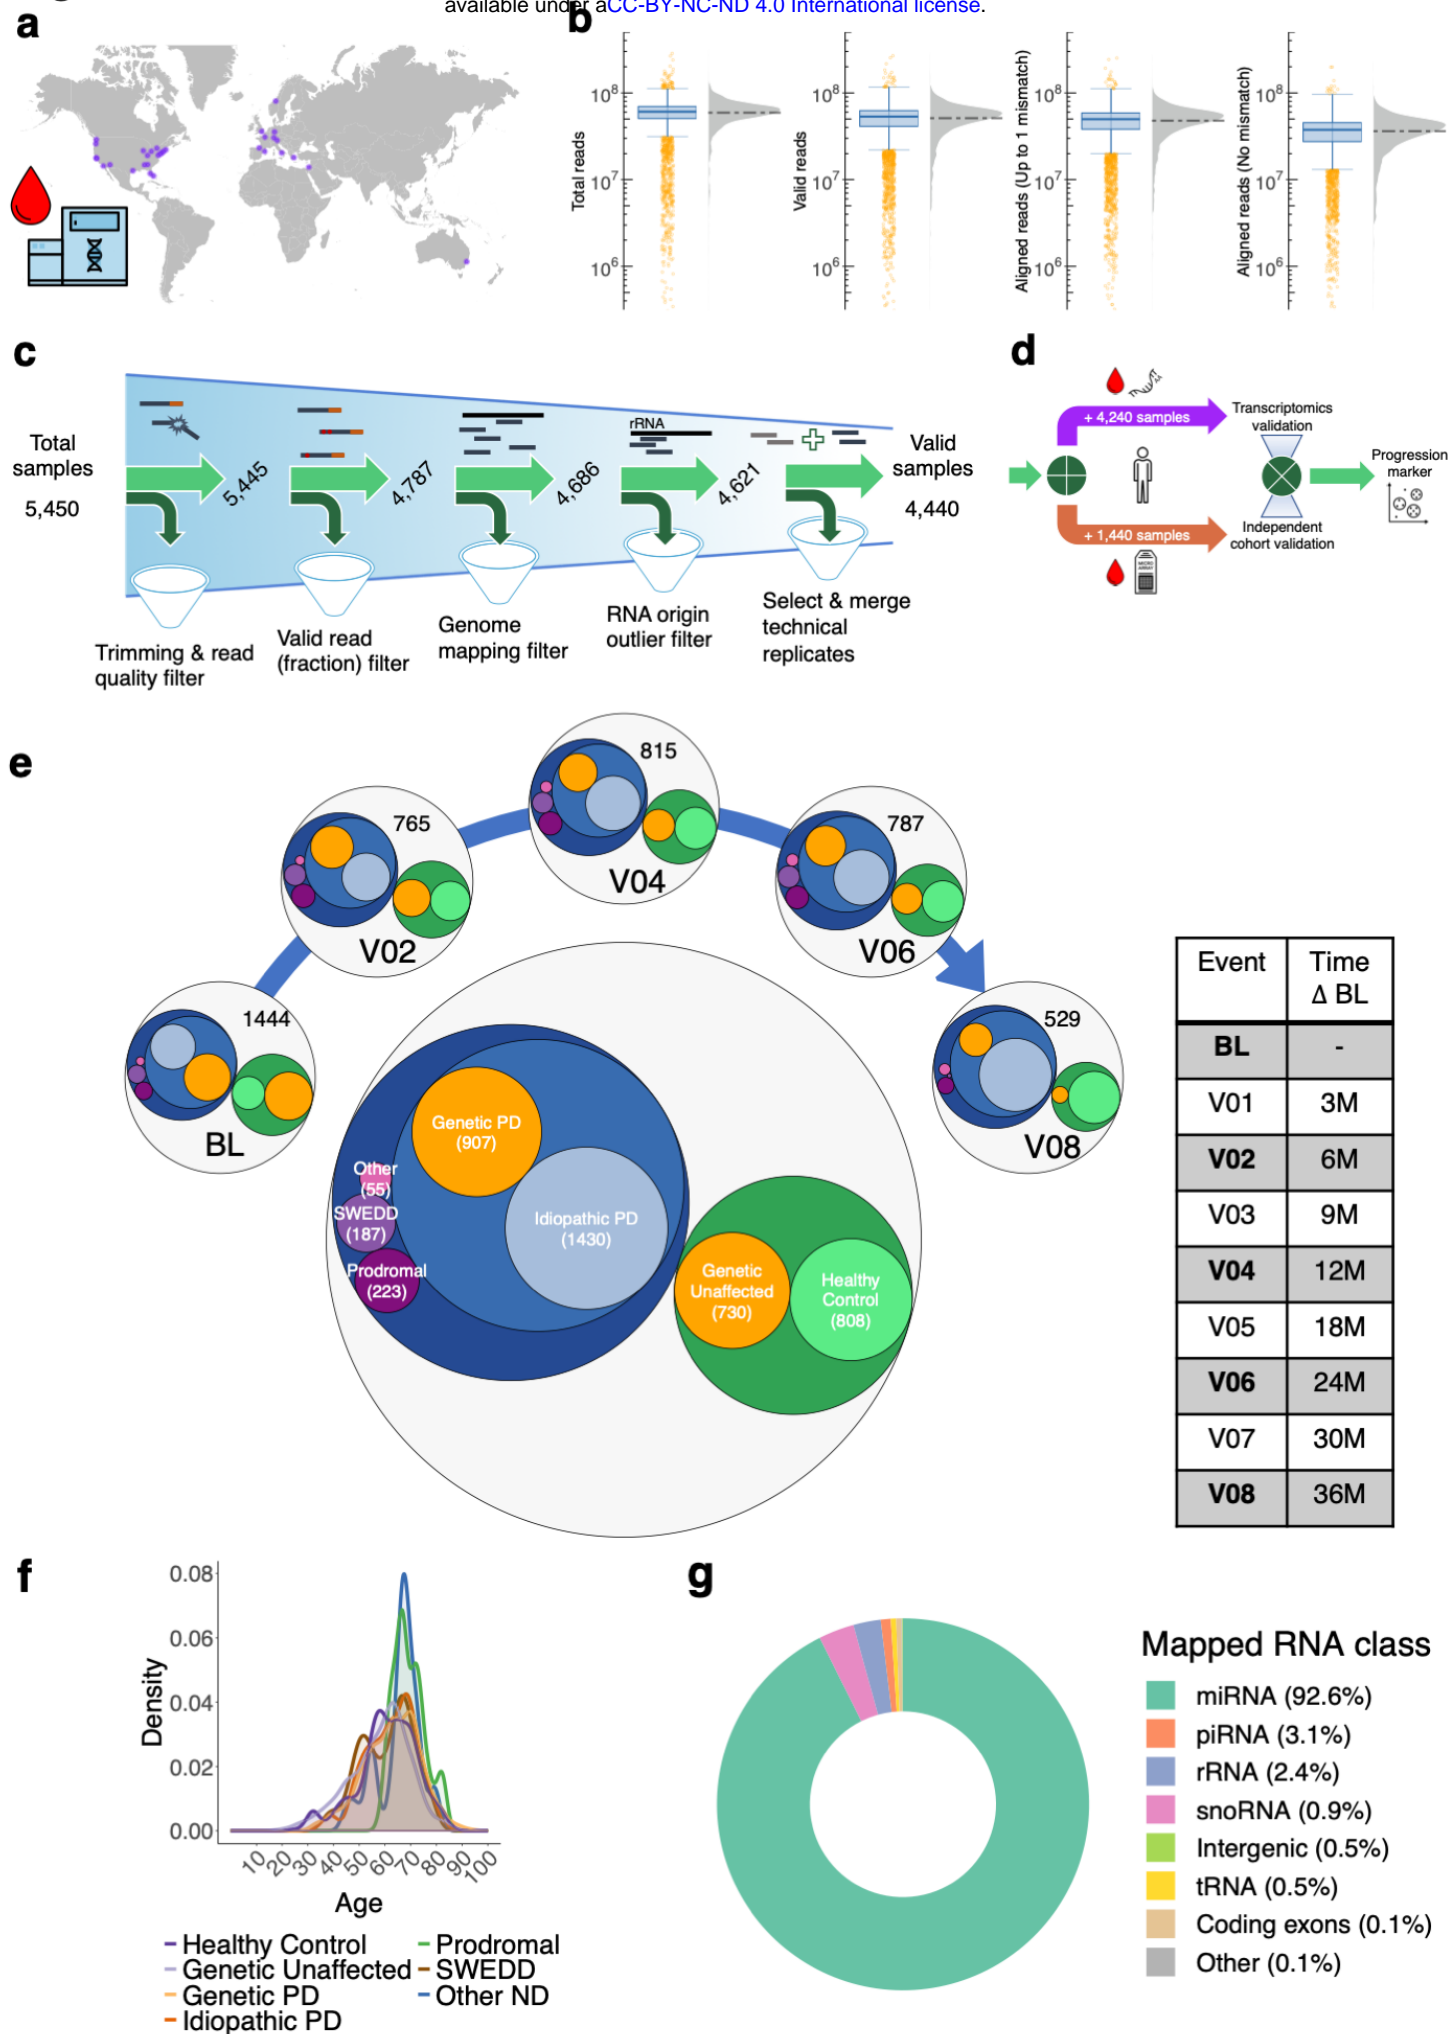 available under aCC-BY-NC-ND 4.0 International license.
a
b
Total reads
10⁸
10⁷
10⁶
Valid reads
10⁸
10⁷
10⁶
Aligned reads (Up to 1 mismatch)
10⁸
10⁷
10⁶
Aligned reads (No mismatch)
10⁸
10⁷
10⁶
c
Total
samples
5,450
5,445
4,787
4,686
rRNA
4,621
Valid
samples
4,440
Trimming & read
quality filter
Valid read
(fraction) filter
Genome
mapping filter
RNA origin
outlier filter
Select & merge
technical
replicates
d
+ 4,240 samples
Transcriptomics
validation
+ 1,440 samples
Independent
cohort validation
Progression
marker
e
1444
BL
765
V02
815
V04
787
V06
529
V08
Genetic PD
(907)
Other
(55)
SWEDD
(187)
Prodromal
(223)
Idiopathic PD
(1430)
Genetic
Unaffected
(730)
Healthy
Control
(808)
Event Time Δ BL
BL -
V01 3M
V02 6M
V03 9M
V04 12M
V05 18M
V06 24M
V07 30M
V08 36M
f
Density
0.08
0.06
0.04
0.02
0.00
10 20 30 40 50 60 70 80 90 100
Age
Healthy Control
Genetic Unaffected
Genetic PD
Idiopathic PD
Prodromal
SWEDD
Other ND
g
Mapped RNA class
miRNA (92.6%)
piRNA (3.1%)
rRNA (2.4%)
snoRNA (0.9%)
Intergenic (0.5%)
tRNA (0.5%)
Coding exons (0.1%)
Other (0.1%)